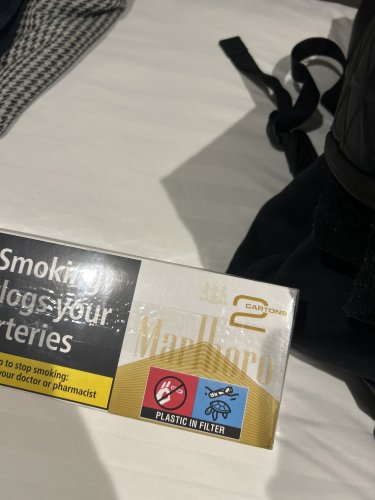 Smoking
logs your
rteries
p to stop smoking:
your doctor or pharmacist
2
CARTONS
Marlboro
PLASTIC IN FILTER